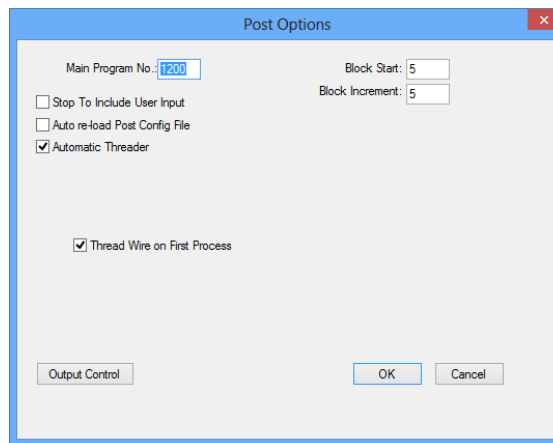 Post Options
Main Program No.: 1200
Block Start: 5
Block Increment: 5
Stop To Include User Input
Auto re-load Post Config File
Automatic Threader
Thread Wire on First Process
Output Control
OK
Cancel